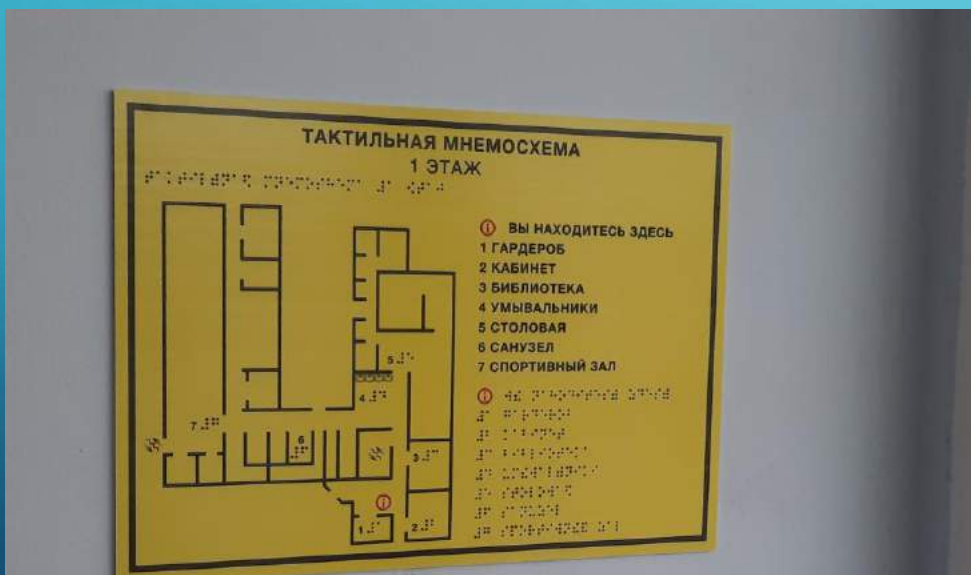 ТАКТИЛЬНАЯ МНЕМОСХЕМА
1 ЭТАЖ
ВЫ НАХОДИТЕСЬ ЗДЕСЬ
1 ГАРДЕРОБ
2 КАБИНЕТ
3 БИБЛИОТЕКА
4 УМЫВАЛЬНИКИ
5 СТОЛОВАЯ
6 САНУЗЕЛ
7 СПОРТИВНЫЙ ЗАЛ
5
4
7
6
3
1
2